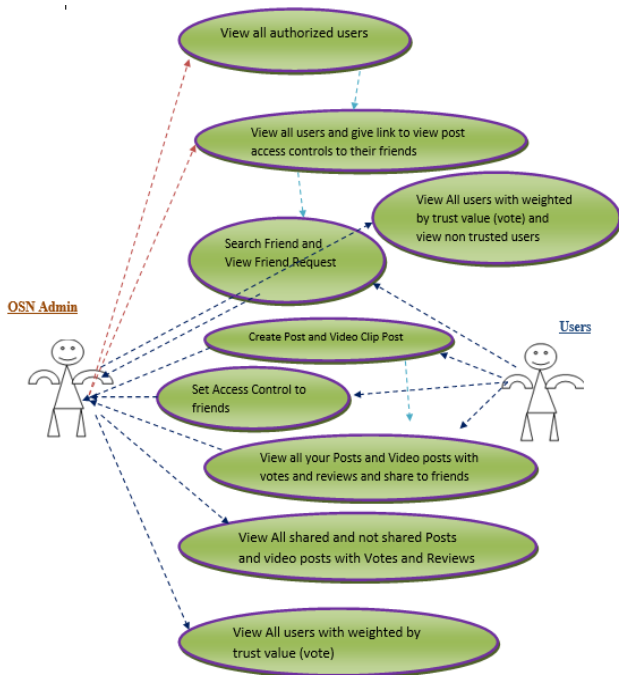 View all authorized users
View all users and give link to view post
access controls to their friends
View All users with weighted
by trust value (vote) and
view non trusted users
Search Friend and
View Friend Request
OSN Admin
Users
Create Post and Video Clip Post
Set Access Control to
friends
View all your Posts and Video posts with
votes and reviews and share to friends
View All shared and not shared Posts
and video posts with Votes and Reviews
View All users with weighted by
trust value (vote)